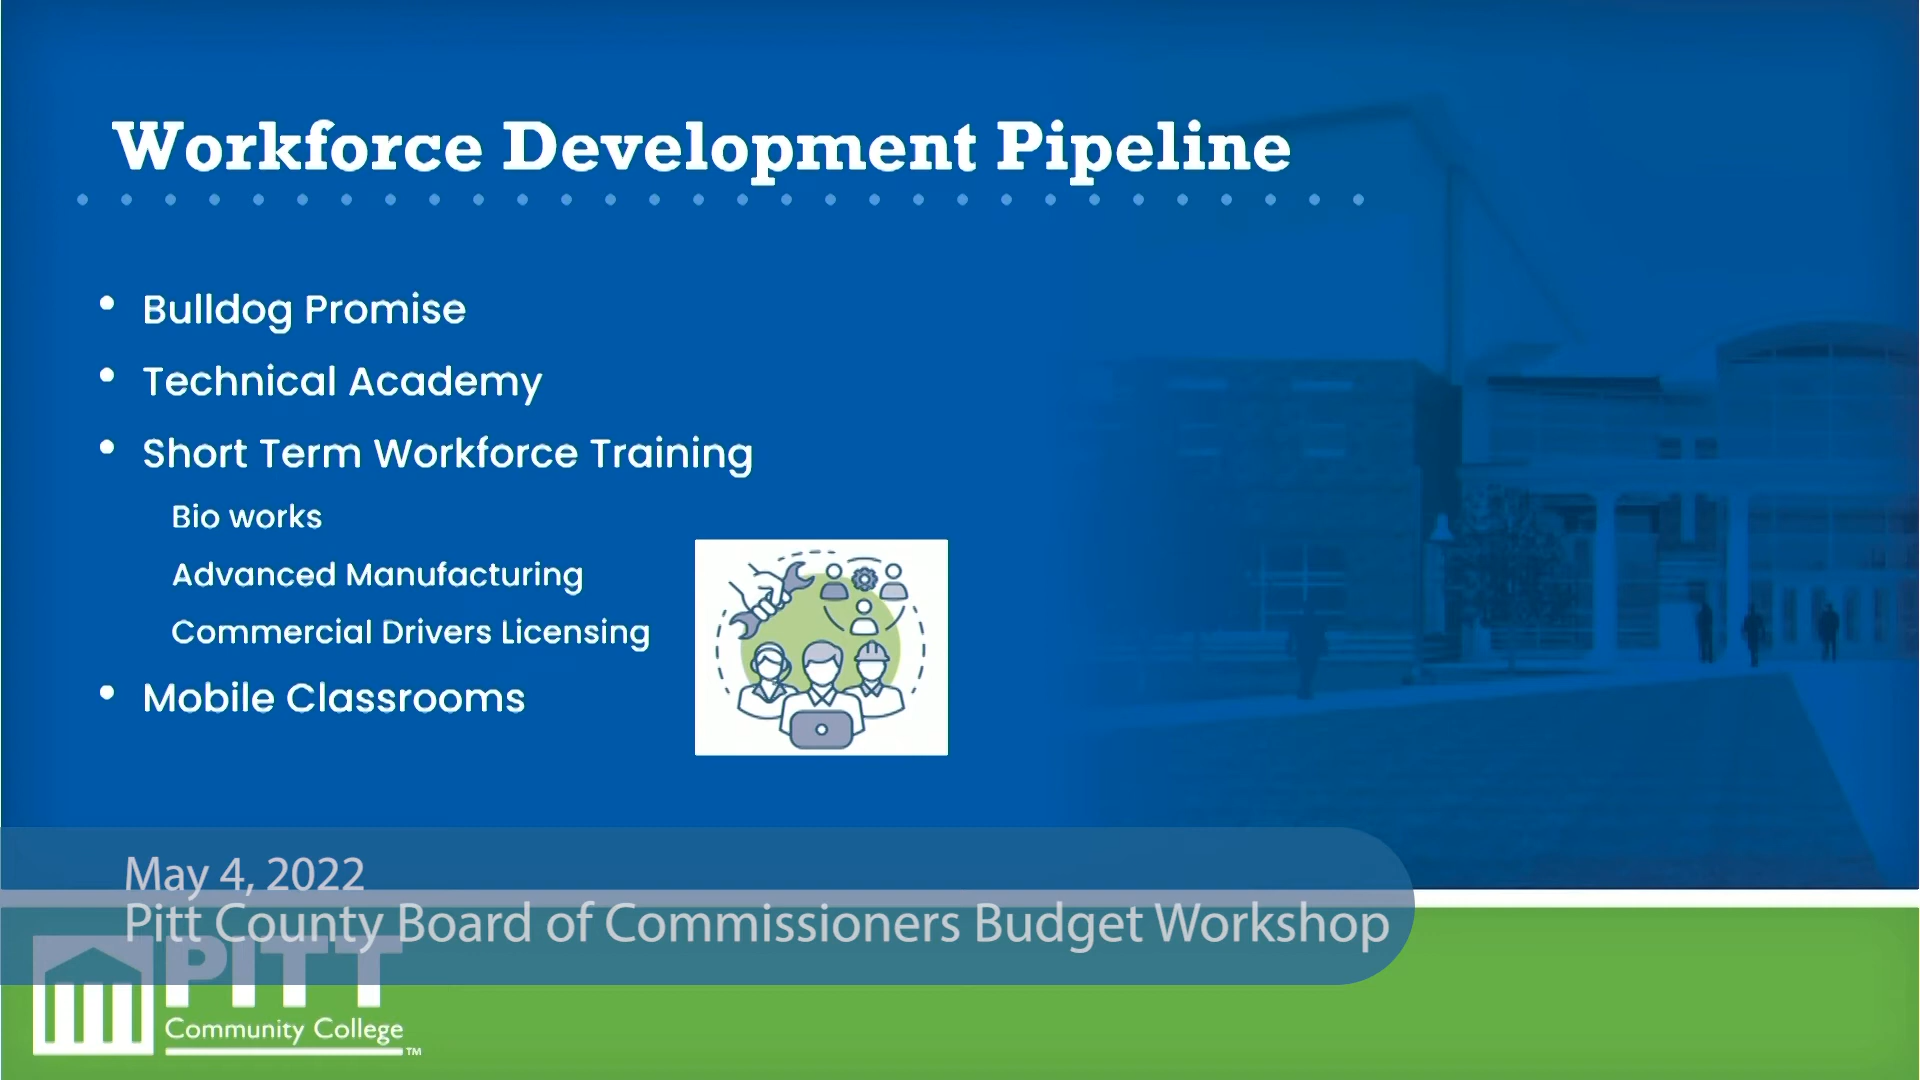 Workforce Development Pipeline
• Bulldog Promise
• Technical Academy
• Short Term Workforce Training
Bio works
Advanced Manufacturing
Commercial Drivers Licensing
• Mobile Classrooms
May 4, 2022
Pitt County Board of Commissioners Budget Workshop
PITT
Community College
TM